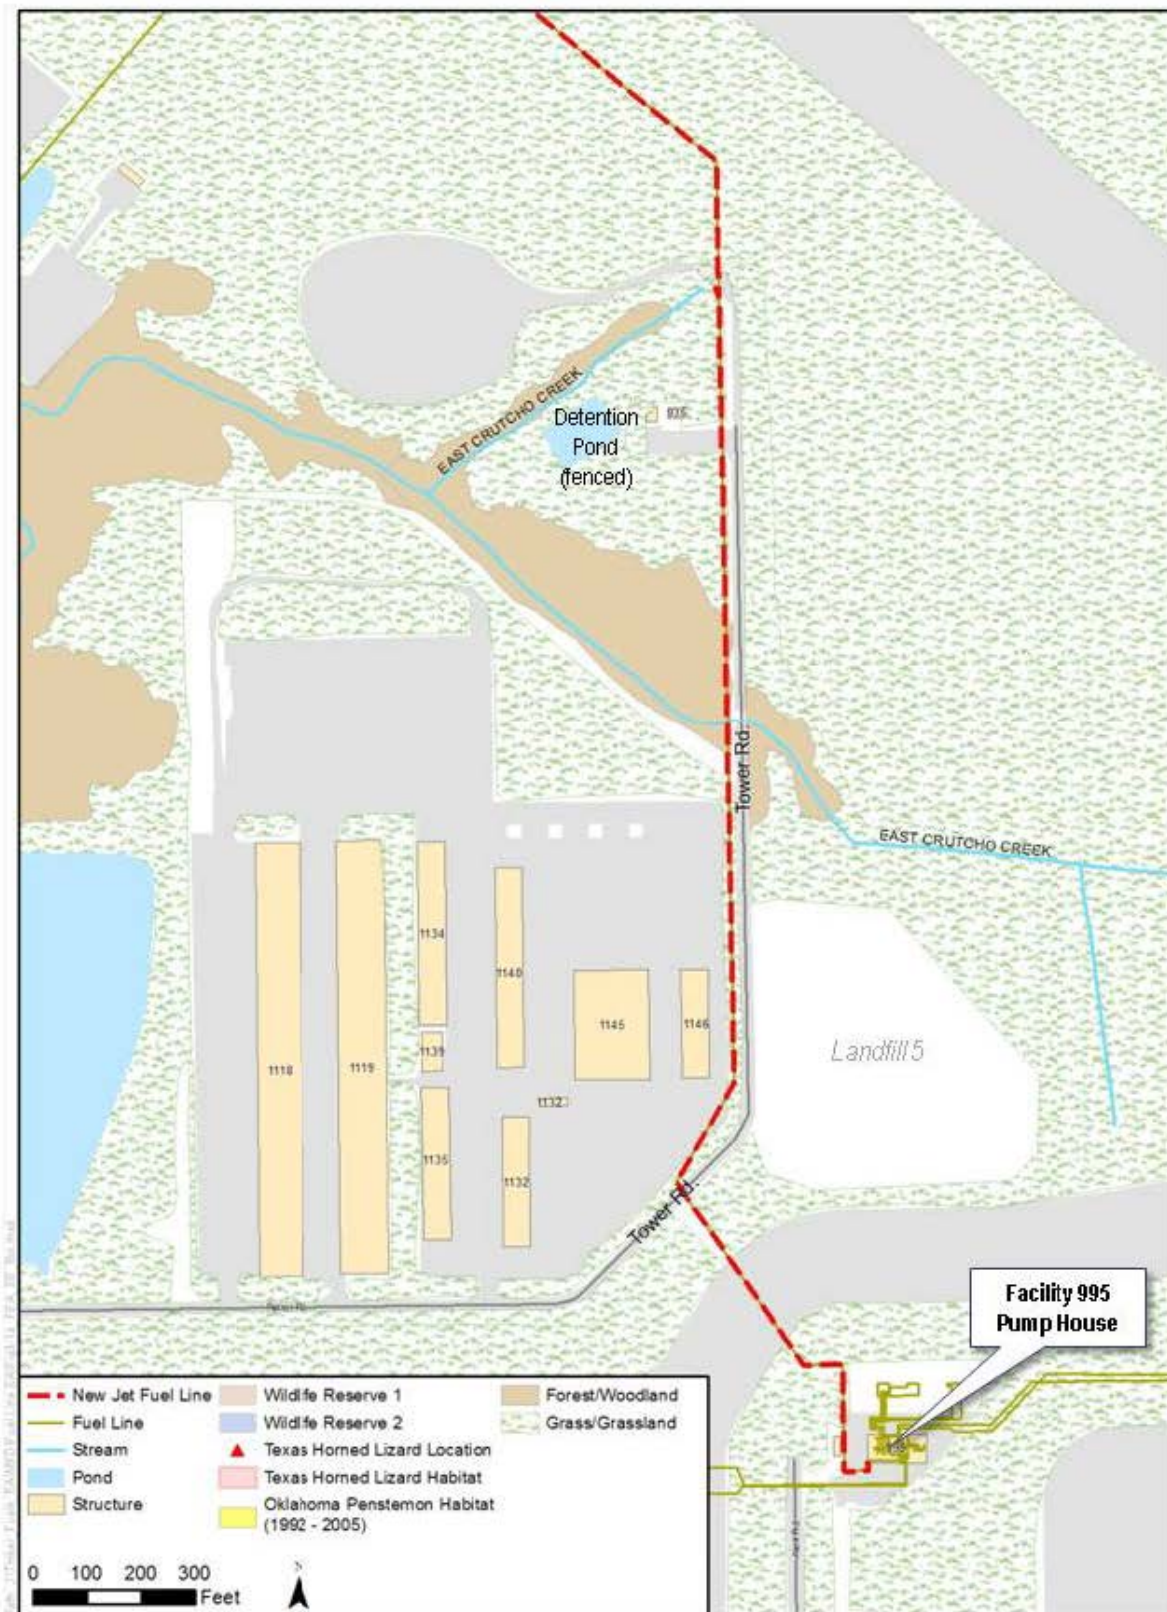 EAST CRUTCHO CREEK
Detention
Pond
(fenced)
Tower Rd.
EAST CRUTCHO CREEK
1134
1140
1145
1146
1139
1118
1119
1132
1135
1132
Landfill 5
Tower Rd.
Facility 995
Pump House
New Jet Fuel Line
Fuel Line
Stream
Pond
Structure
Wildlife Reserve 1
Wildlife Reserve 2
Texas Horned Lizard Location
Texas Horned Lizard Habitat
Oklahoma Penstemon Habitat
(1992 - 2005)
Forest/Woodland
Grass/Grassland
0 100 200 300
Feet